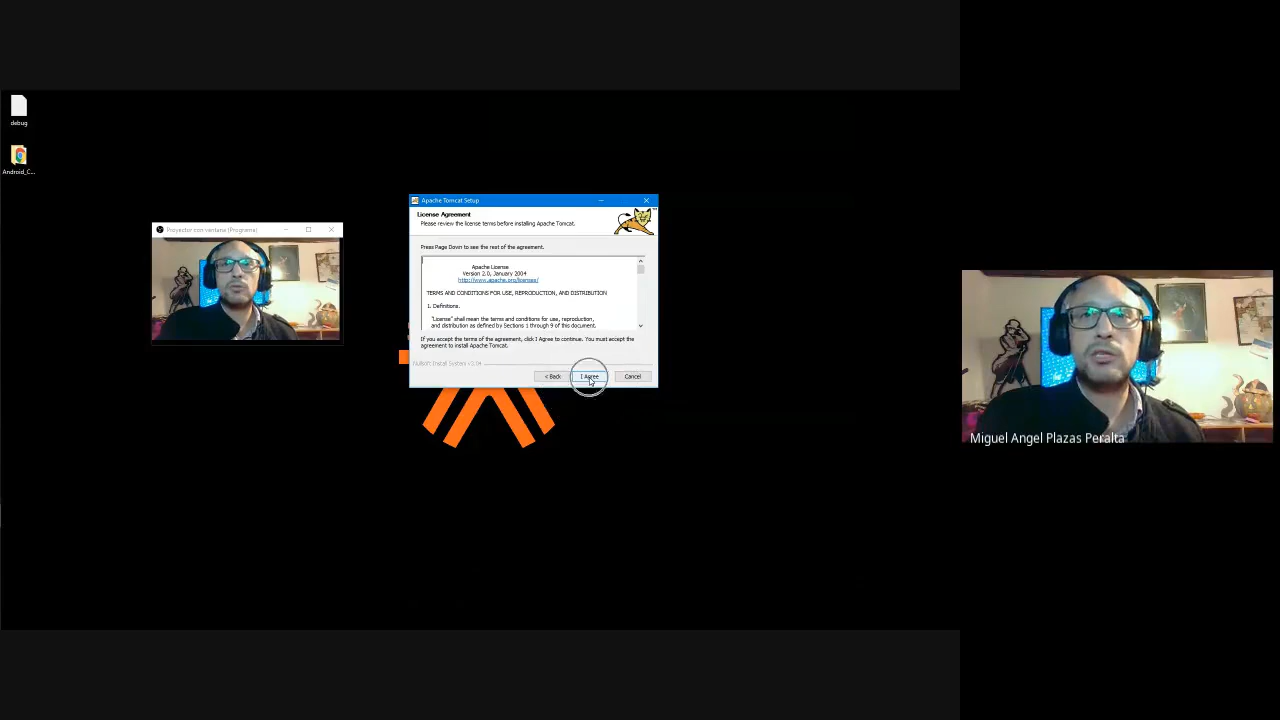 debug
Android_C...
Proyector con ventana (Programa)
Apache Tomcat Setup
License Agreement
Please review the license terms before installing Apache Tomcat.
Press Page Down to see the rest of the agreement.
Apache License
Version 2.0, January 2004
http://www.apache.org/licenses/
TERMS AND CONDITIONS FOR USE, REPRODUCTION, AND DISTRIBUTION
1. Definitions.
"License" shall mean the terms and conditions for use, reproduction,
and distribution as defined by Sections 1 through 9 of this document.
If you accept the terms of the agreement, click I Agree to continue. You must accept the
agreement to install Apache Tomcat.
Nullsoft Install System v3.04
< Back
I Agree
Cancel
Miguel Angel Plazas Peralta